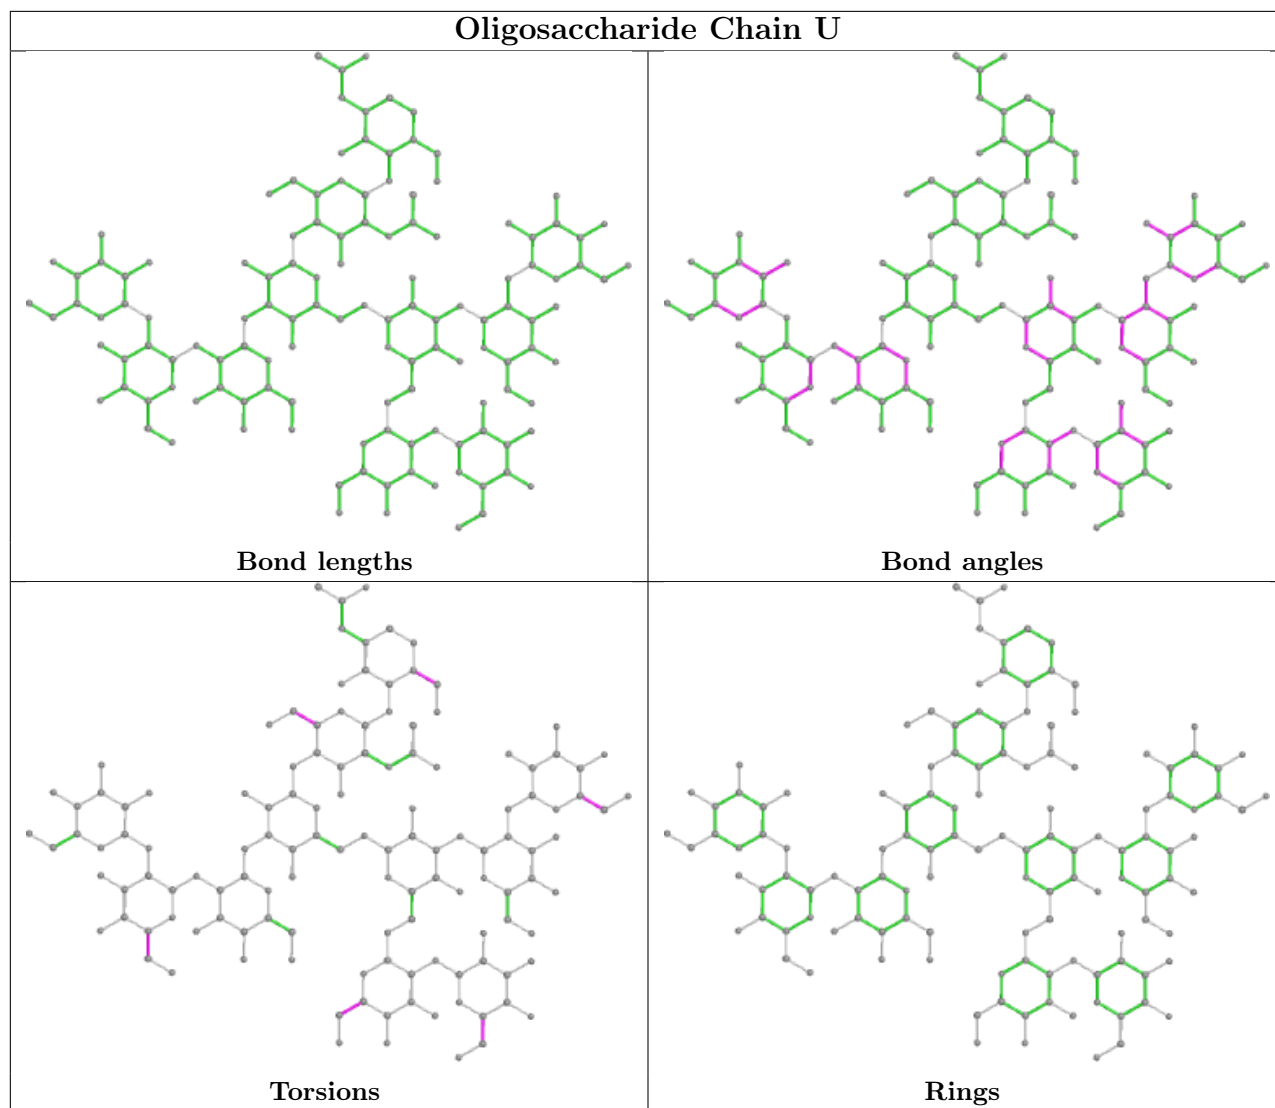 Oligosaccharide Chain U
Bond lengths
Bond angles
Torsions
Rings